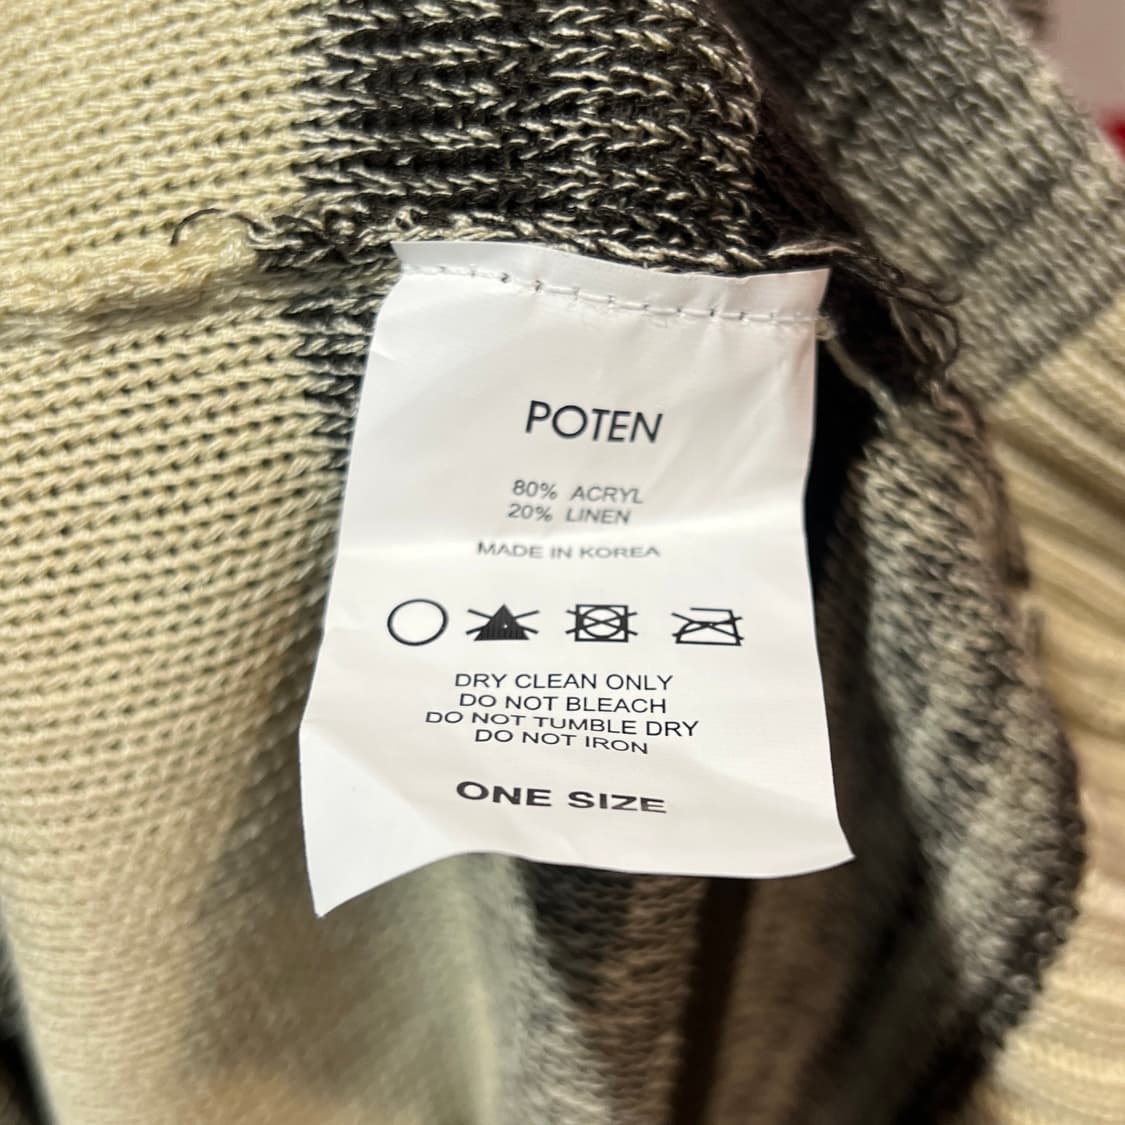 POTEN
80% ACRYL
20% LINEN
MADE IN KOREA
DRY CLEAN ONLY
DO NOT BLEACH
DO NOT TUMBLE DRY
DO NOT IRON
ONE SIZE